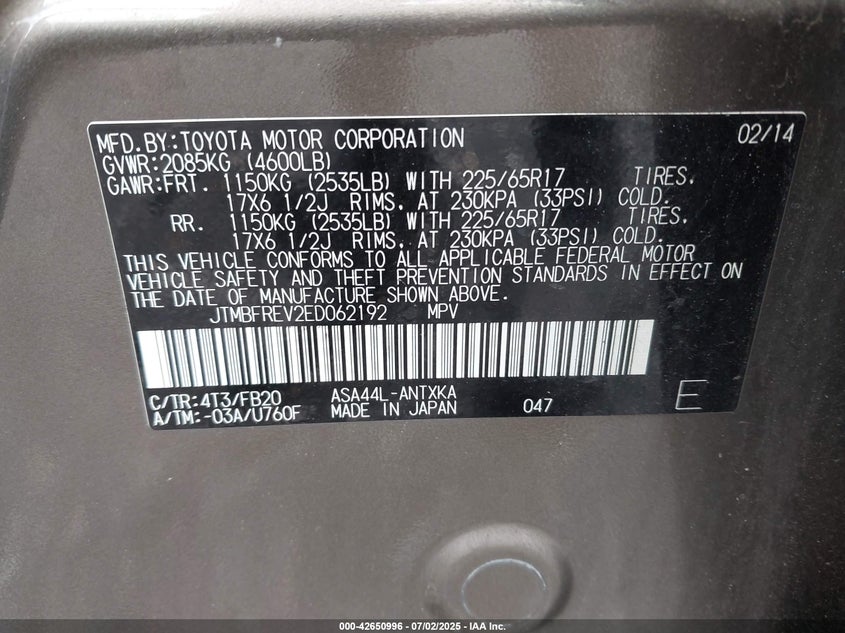 MFD.BY:TOYOTA MOTOR CORPORATION 02/14
GVWR:2085KG (4600LB)
GAWR:FRT. 1150KG (2535LB) WITH 225/65R17 TIRES.
17X6 1/2J RIMS. AT 230KPA (33PSI) COLD.
RR. 1150KG (2535LB) WITH 225/65R17 TIRES.
17X6 1/2J RIMS. AT 230KPA (33PSI) COLD.
THIS VEHICLE CONFORMS TO ALL APPLICABLE FEDERAL MOTOR
VEHICLE SAFETY AND THEFT PREVENTION STANDARDS IN EFFECT ON
THE DATE OF MANUFACTURE SHOWN ABOVE.
JTMBFREV2ED062192 MPV
C/TR:4T3/FB20 ASA44L-ANTXKA
A/TM:-03A/U760F MADE IN JAPAN 047 E
000-42650996 - 07/02/2025 - IAA Inc.